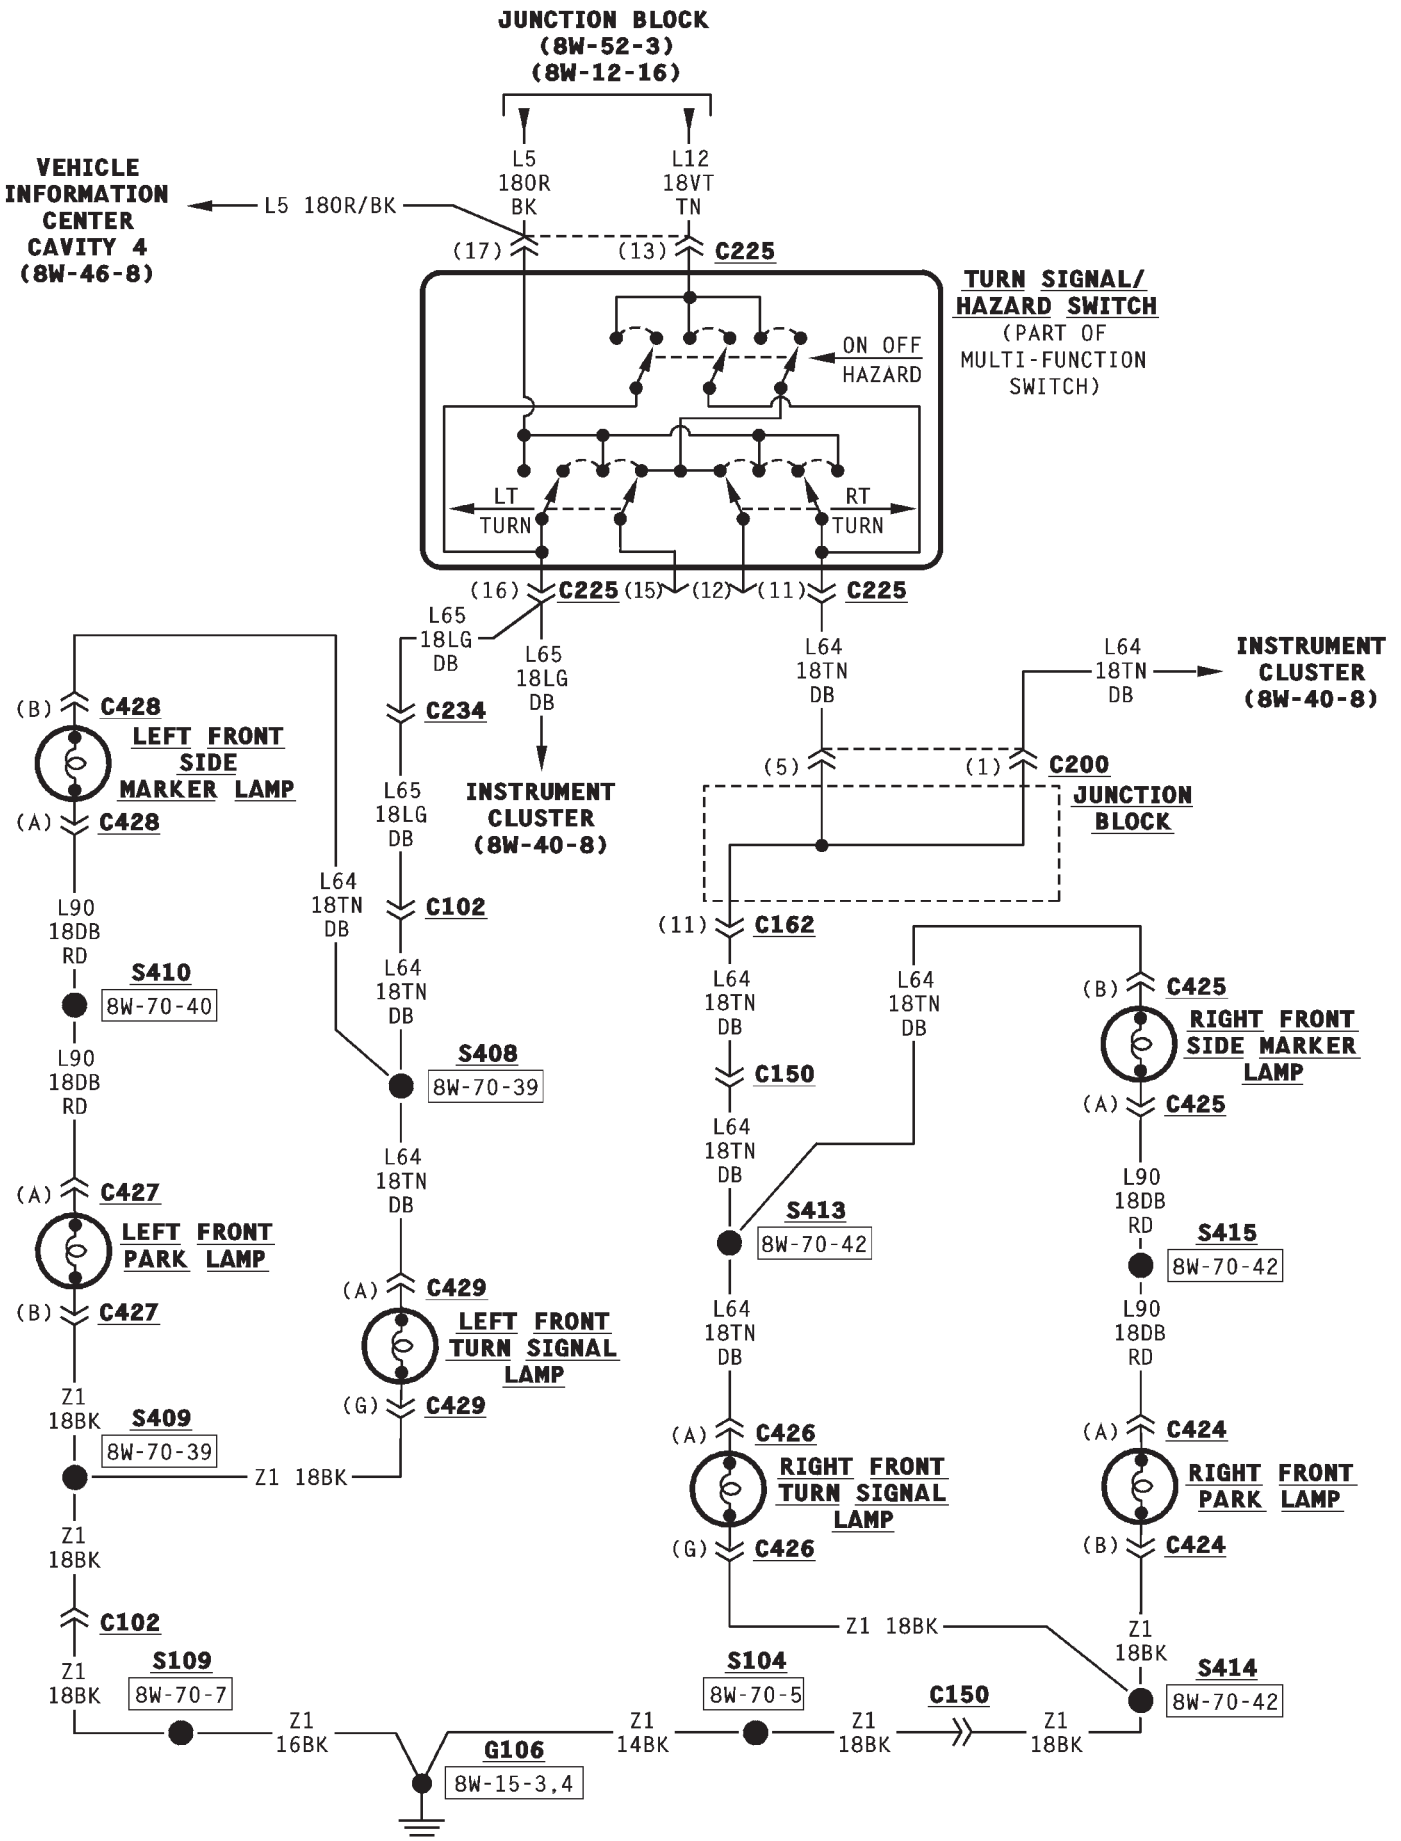 JUNCTION BLOCK
(8W-52-3)
(8W-12-16)
L5
18OR
BK
L12
18VT
TN
VEHICLE
INFORMATION
CENTER
CAVITY 4
(8W-46-8)
L5 18OR/BK
(17)
(13)
C225
TURN SIGNAL/
HAZARD SWITCH
(PART OF
MULTI-FUNCTION
SWITCH)
ON OFF
HAZARD
LT
TURN
RT
TURN
(16)
C225
(15)
(12)
(11)
C225
L65
18LG
DB
L65
18LG
DB
L64
18TN
DB
L64
18TN
DB
INSTRUMENT
CLUSTER
(8W-40-8)
(B)
C428
LEFT FRONT
SIDE
MARKER LAMP
(A)
C428
C234
L65
18LG
DB
INSTRUMENT
CLUSTER
(8W-40-8)
(5)
(1)
C200
JUNCTION
BLOCK
L64
18TN
DB
L90
18DB
RD
C102
(11)
C162
S410
8W-70-40
L64
18TN
DB
L64
18TN
DB
L64
18TN
DB
(B)
C425
RIGHT FRONT
SIDE MARKER
LAMP
(A)
C425
L90
18DB
RD
S408
8W-70-39
C150
L64
18TN
DB
L64
18TN
DB
L90
18DB
RD
(A)
C427
LEFT FRONT
PARK LAMP
(B)
C427
S413
8W-70-42
S415
8W-70-42
(A)
C429
LEFT FRONT
TURN SIGNAL
LAMP
(G)
C429
L64
18TN
DB
L90
18DB
RD
Z1
18BK
S409
8W-70-39
Z1 18BK
(A)
C426
RIGHT FRONT
TURN SIGNAL
LAMP
(G)
C426
(A)
C424
RIGHT FRONT
PARK LAMP
(B)
C424
Z1
18BK
C102
Z1 18BK
Z1
18BK
Z1
18BK
S109
8W-70-7
S104
8W-70-5
C150
S414
8W-70-42
Z1
16BK
G106
8W-15-3,4
Z1
14BK
Z1
18BK
Z1
18BK